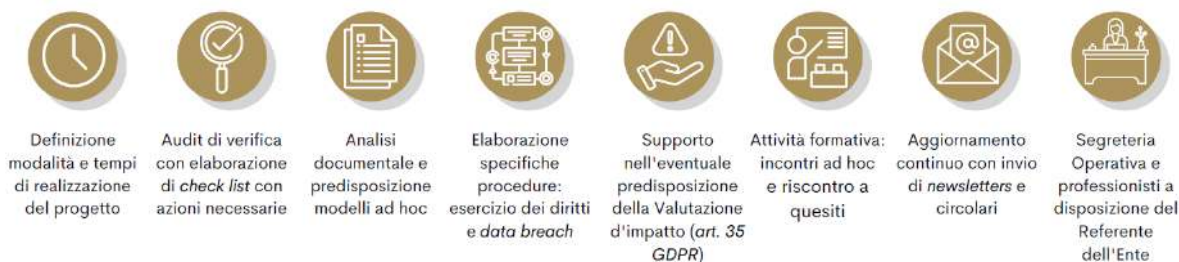 Definizione
modalità e tempi
di realizzazione
del progetto
Audit di verifica
con elaborazione
di check list con
azioni necessarie
Analisi
documentale e
predisposizione
modelli ad hoc
Elaborazione
specifiche
procedure:
esercizio dei diritti
e data breach
Supporto
nell'eventuale
predisposizione
della Valutazione
d'impatto (art. 35
GDPR)
Attività formativa:
incontri ad hoc
e riscontro a
quesiti
@
Aggiornamento
continuo con invio
di newsletters e
circolari
Segreteria
Operativa e
professionisti a
disposizione del
Referente
dell'Ente